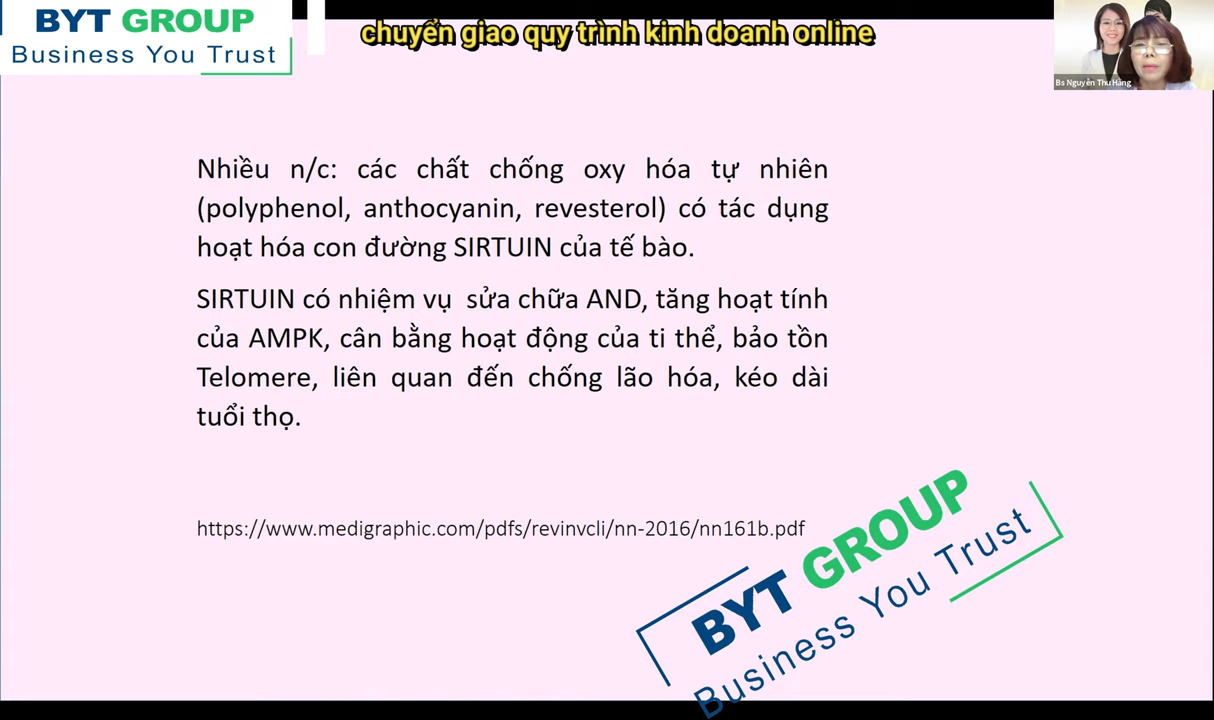 BYT GROUP
Business You Trust
chuyển giao quy trình kinh doanh online
Bs Nguyễn Thu Hằng
Nhiều n/c: các chất chống oxy hóa tự nhiên
(polyphenol, anthocyanin, revesterol) có tác dụng
hoạt hóa con đường SIRTUIN của tế bào.
SIRTUIN có nhiệm vụ sửa chữa AND, tăng hoạt tính
của AMPK, cân bằng hoạt động của ti thể, bảo tồn
Telomere, liên quan đến chống lão hóa, kéo dài
tuổi thọ.
https://www.medigraphic.com/pdfs/revinvcli/nn-2016/nn161b.pdf
BYT GROUP
Business You Trust